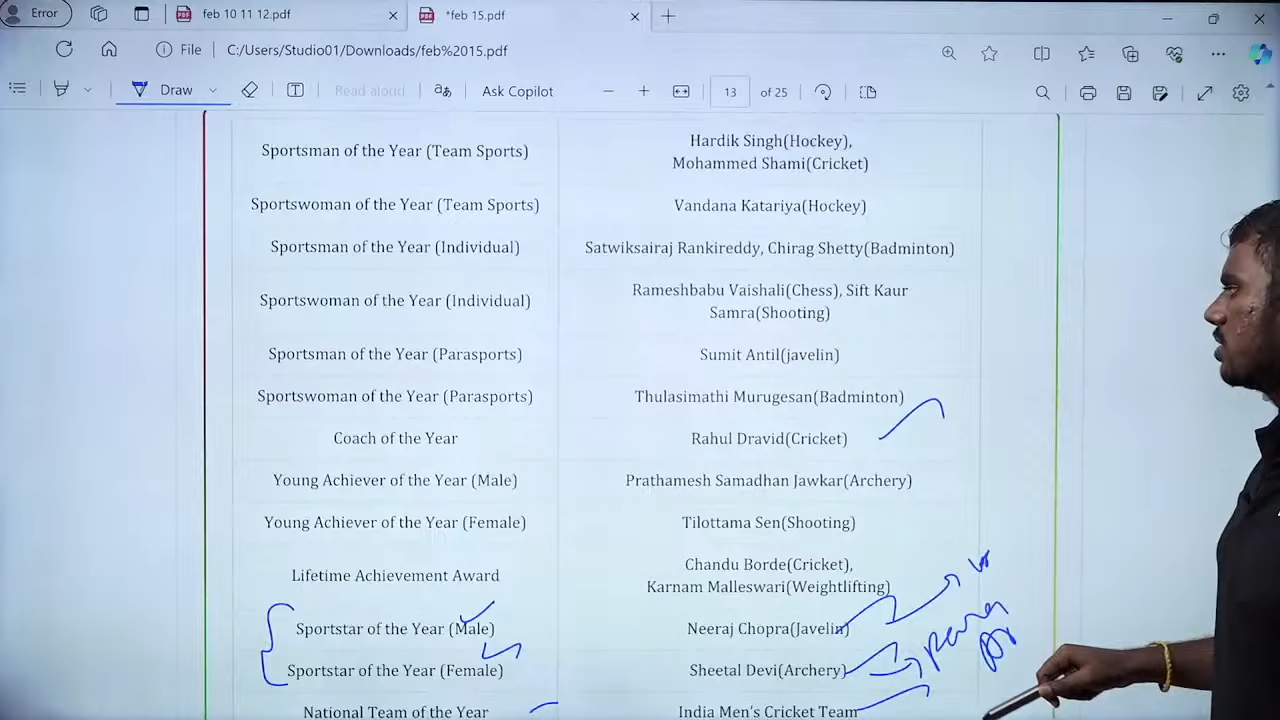 Error
feb 10 11 12.pdf
*feb 15.pdf
File
C:/Users/Studio01/Downloads/feb%2015.pdf
Draw
Read aloud
aあ
Ask Copilot
13 of 25
Sportsman of the Year (Team Sports)
Hardik Singh(Hockey),
Mohammed Shami(Cricket)
Sportswoman of the Year (Team Sports)
Vandana Katariya(Hockey)
Sportsman of the Year (Individual)
Satwiksairaj Rankireddy, Chirag Shetty(Badminton)
Sportswoman of the Year (Individual)
Rameshbabu Vaishali(Chess), Sift Kaur
Samra(Shooting)
Sportsman of the Year (Parasports)
Sumit Antil(javelin)
Sportswoman of the Year (Parasports)
Thulasimathi Murugesan(Badminton)
Coach of the Year
Rahul Dravid(Cricket)
Young Achiever of the Year (Male)
Prathamesh Samadhan Jawkar(Archery)
Young Achiever of the Year (Female)
Tilottama Sen(Shooting)
Lifetime Achievement Award
Chandu Borde(Cricket),
Karnam Malleswari(Weightlifting)
Sportstar of the Year (Male)
Neeraj Chopra(Javelin)
Sportstar of the Year (Female)
Sheetal Devi(Archery)
Para
National Team of the Year
India Men's Cricket Team